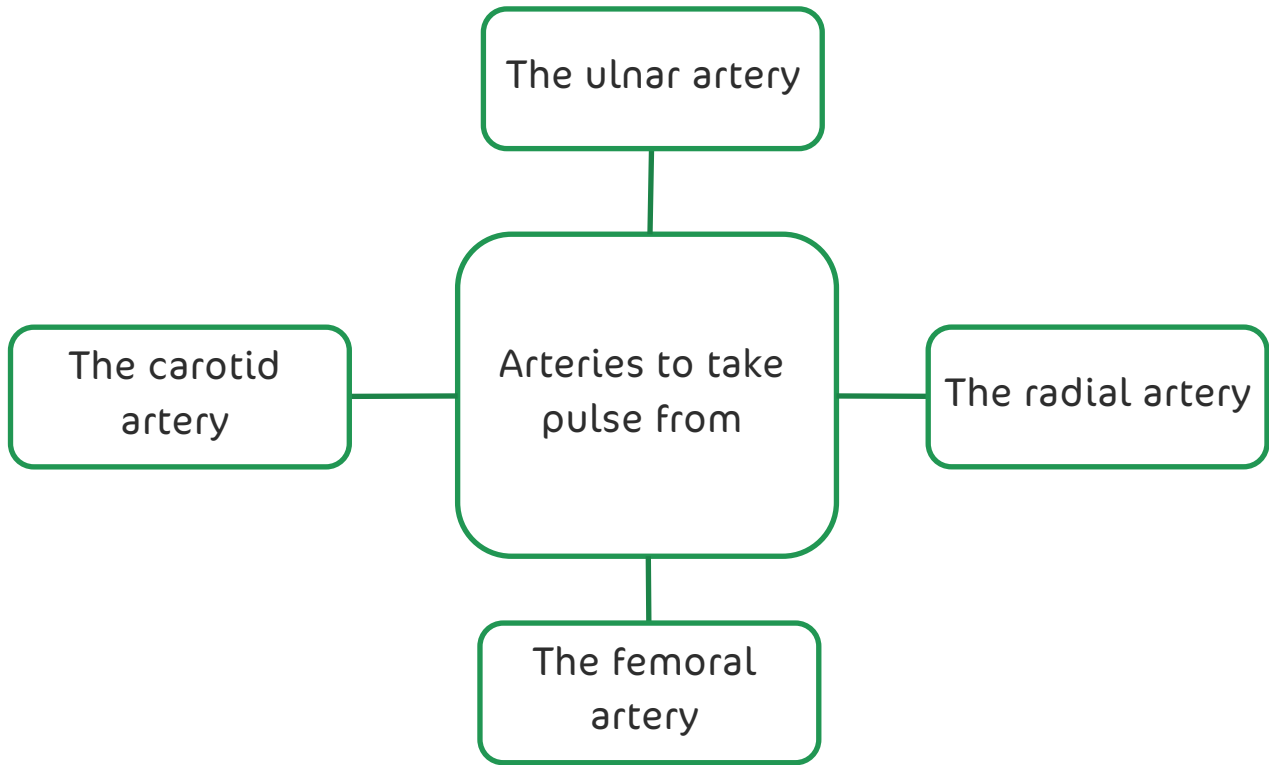 The ulnar artery
The carotid
artery
Arteries to take
pulse from
The radial artery
The femoral
artery